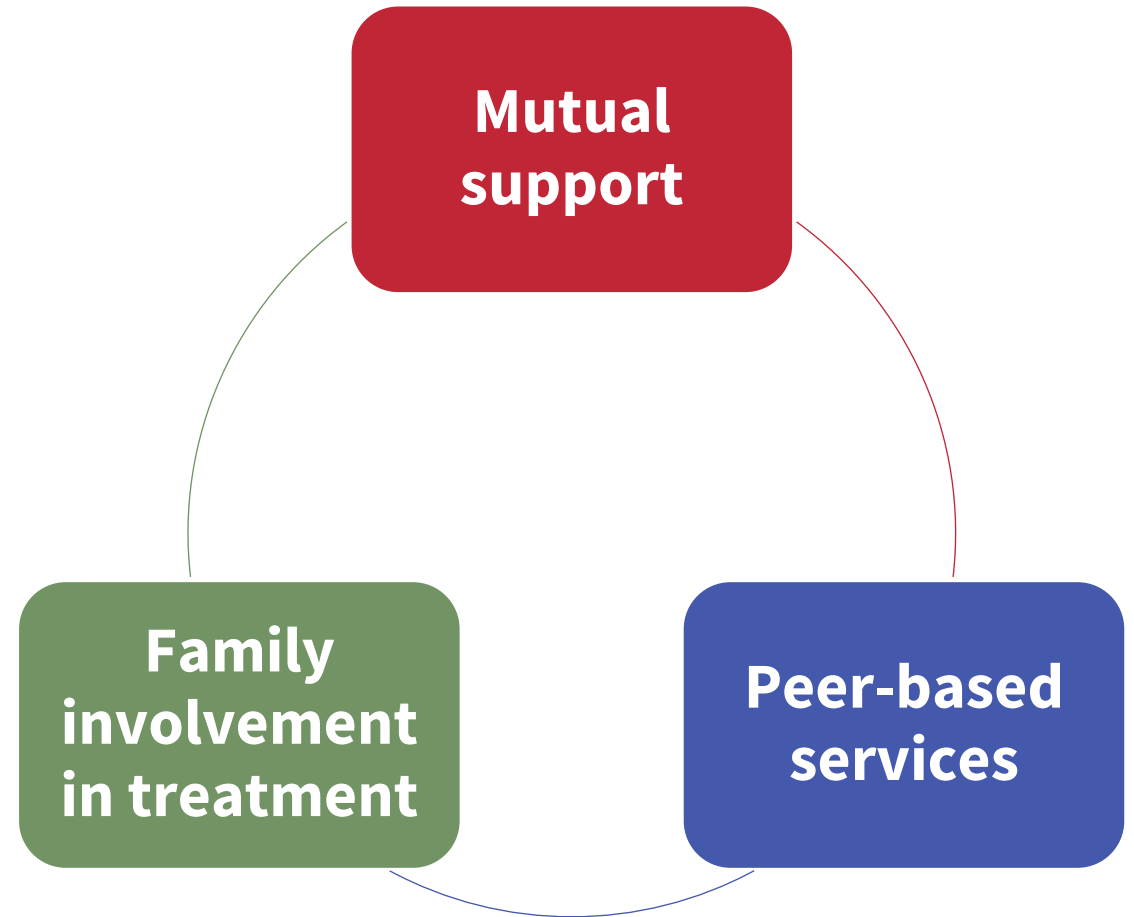 Mutual
support
Family
involvement
in treatment
Peer-based
services